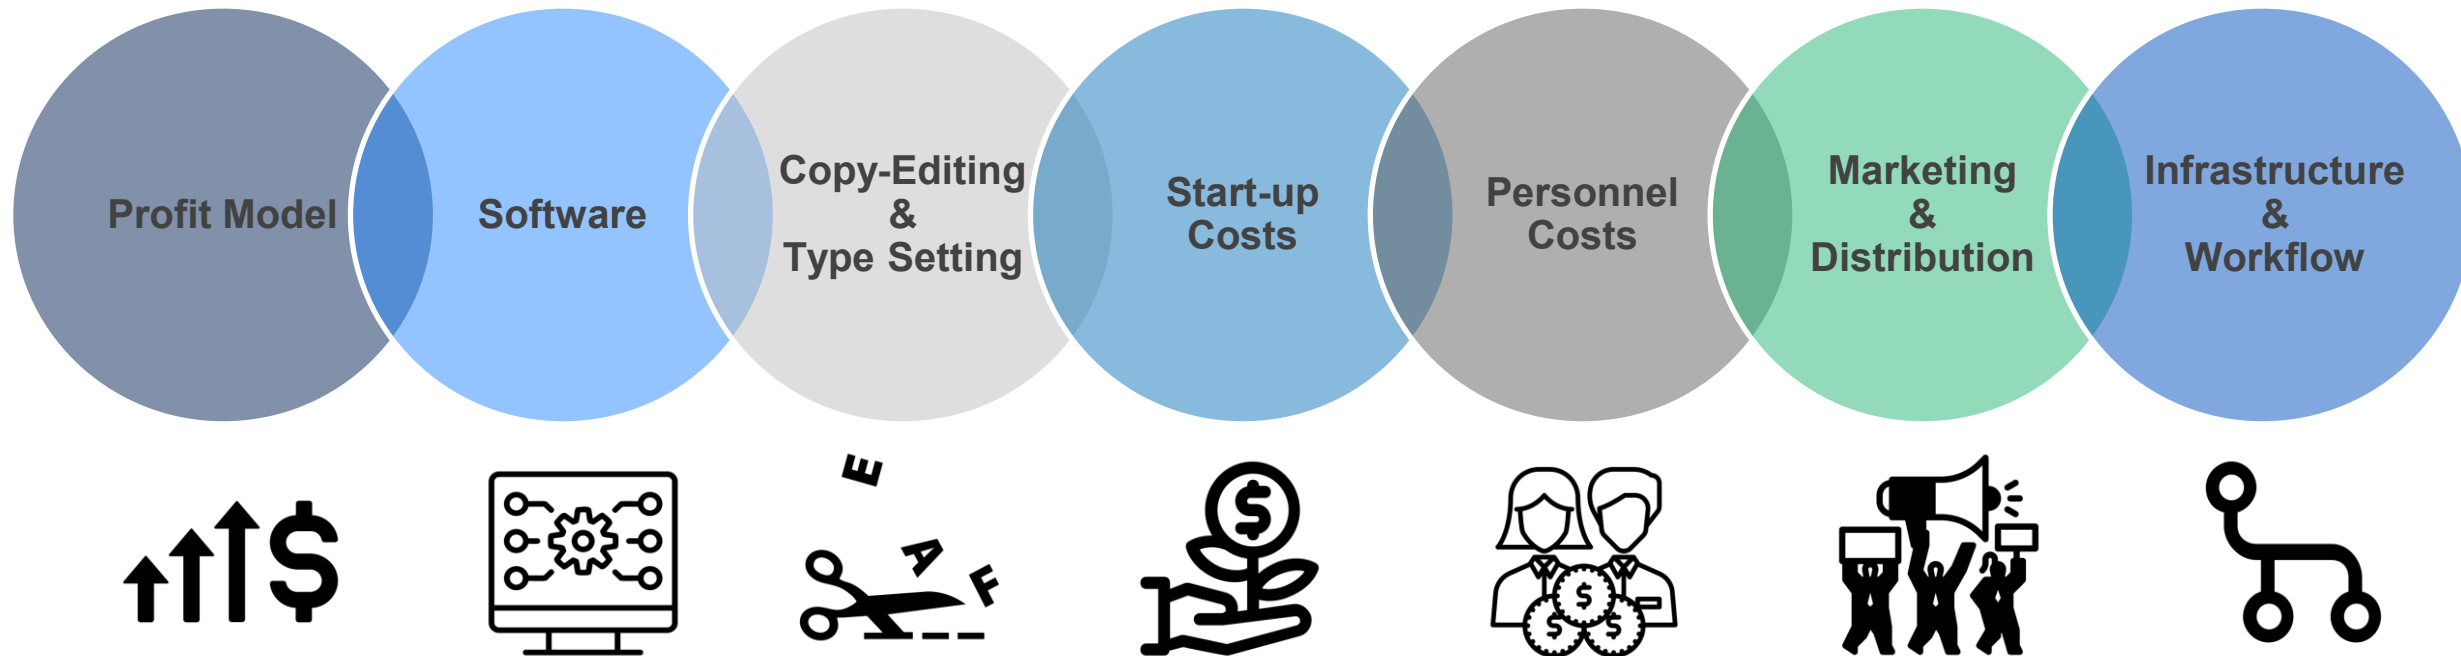 Profit Model
Software
Copy-Editing
&
Type Setting
Start-up
Costs
Personnel
Costs
Marketing
&
Distribution
Infrastructure
&
Workflow
E
A
F
$
$
$
$
$